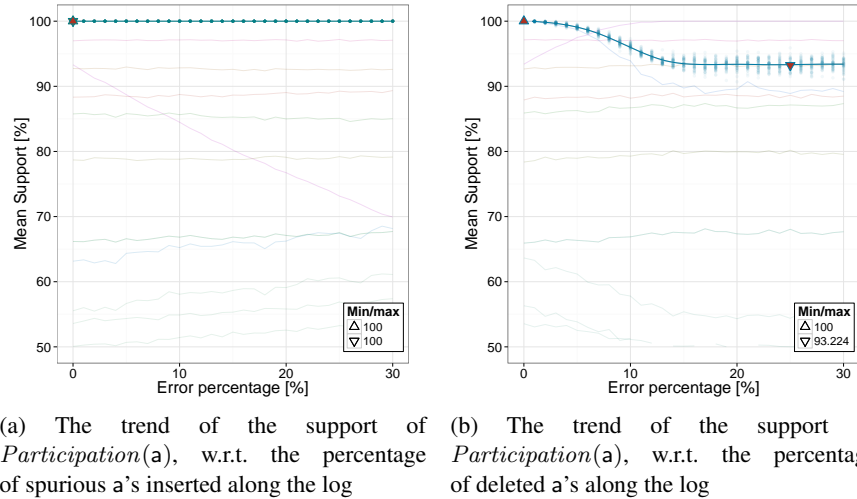 100
90
80
70
60
50
Mean Support [%]
0
10
20
30
Error percentage [%]
Min/max
100
100
(a) The trend of the support of
Participation(a), w.r.t. the percentage
of spurious a's inserted along the log
100
90
80
70
60
50
Mean Support [%]
0
10
20
30
Error percentage [%]
Min/max
100
93.224
(b) The trend of the support
Participation(a), w.r.t. the percentag
of deleted a's along the log